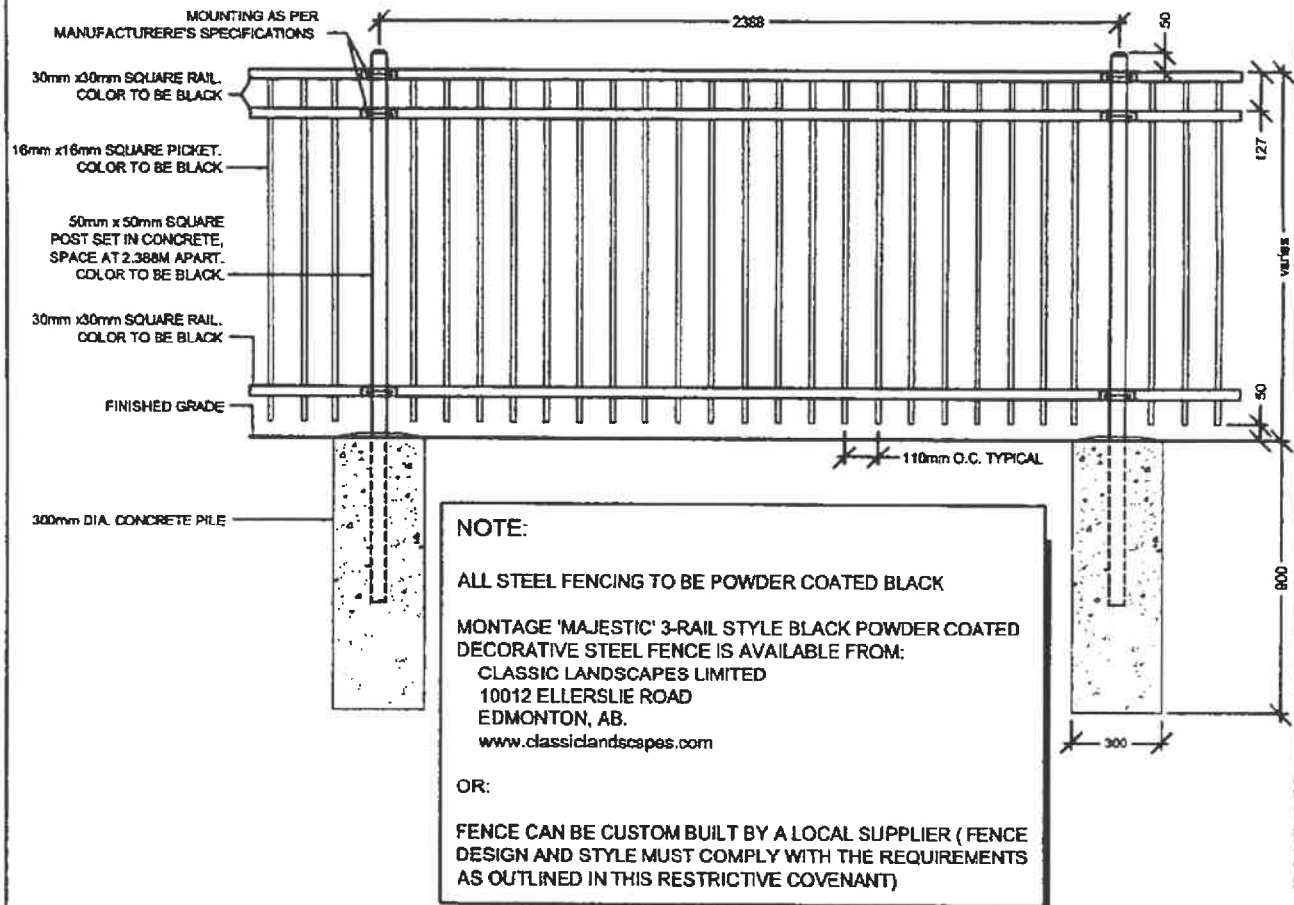 MOUNTING AS PER
MANUFACTURERE'S SPECIFICATIONS
2388
50
30mm x30mm SQUARE RAIL.
COLOR TO BE BLACK
16mm x16mm SQUARE PICKET.
COLOR TO BE BLACK
127
50mm x 50mm SQUARE
POST SET IN CONCRETE,
SPACE AT 2.388M APART.
COLOR TO BE BLACK.
varies
30mm x30mm SQUARE RAIL.
COLOR TO BE BLACK
FINISHED GRADE
50
110mm O.C. TYPICAL
300mm DIA. CONCRETE PILE
900
300
NOTE:
ALL STEEL FENCING TO BE POWDER COATED BLACK
MONTAGE 'MAJESTIC' 3-RAIL STYLE BLACK POWDER COATED
DECORATIVE STEEL FENCE IS AVAILABLE FROM:
CLASSIC LANDSCAPES LIMITED
10012 ELLERSLIE ROAD
EDMONTON, AB.
www.classiclandscapes.com
OR:
FENCE CAN BE CUSTOM BUILT BY A LOCAL SUPPLIER ( FENCE
DESIGN AND STYLE MUST COMPLY WITH THE REQUIREMENTS
AS OUTLINED IN THIS RESTRICTIVE COVENANT)